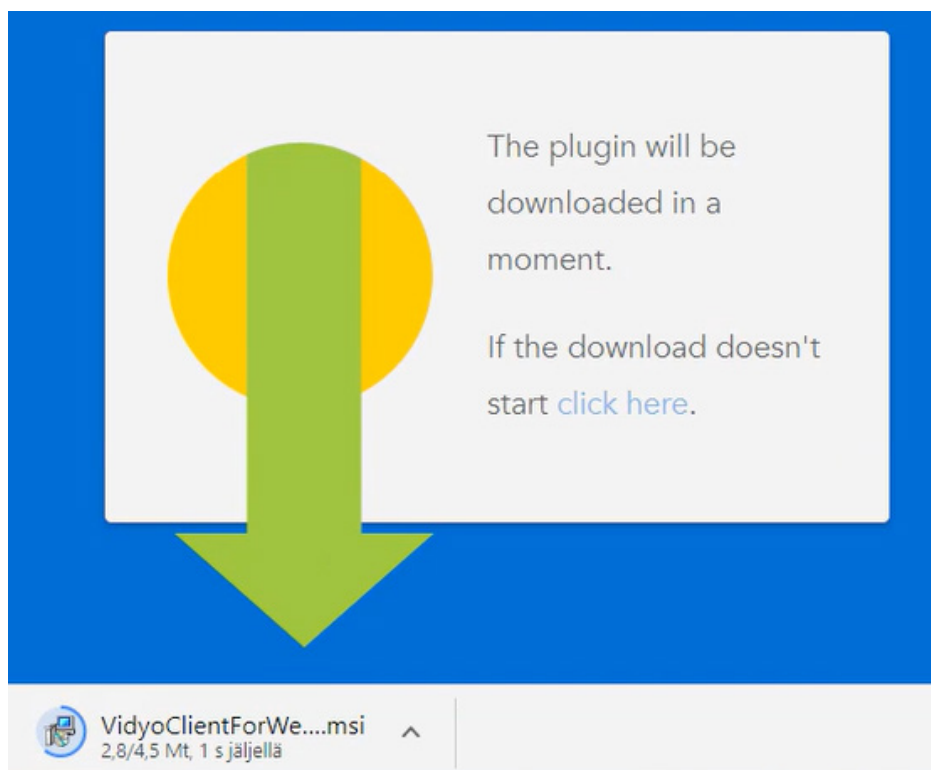 The plugin will be
downloaded in a
moment.
If the download doesn't
start click here.
VidyoClientForWe....msi
2,8/4,5 Mt, 1 s jäljellä